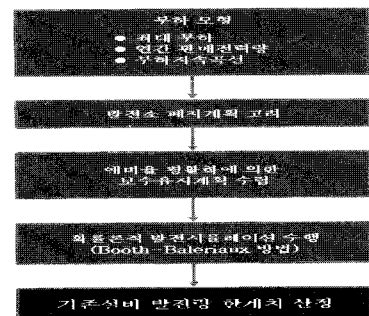 부하 모형
● 최대 부하
● 연간 판매전력량
● 부하지속곡선
발전소 폐지계획 고려
예비율 평활화에 의한
보수유지계획 수립
확률론적 발전시뮬레이션 수행
(Booth-Baleriaux 방법)
기존설비 발전량 한계치 산정